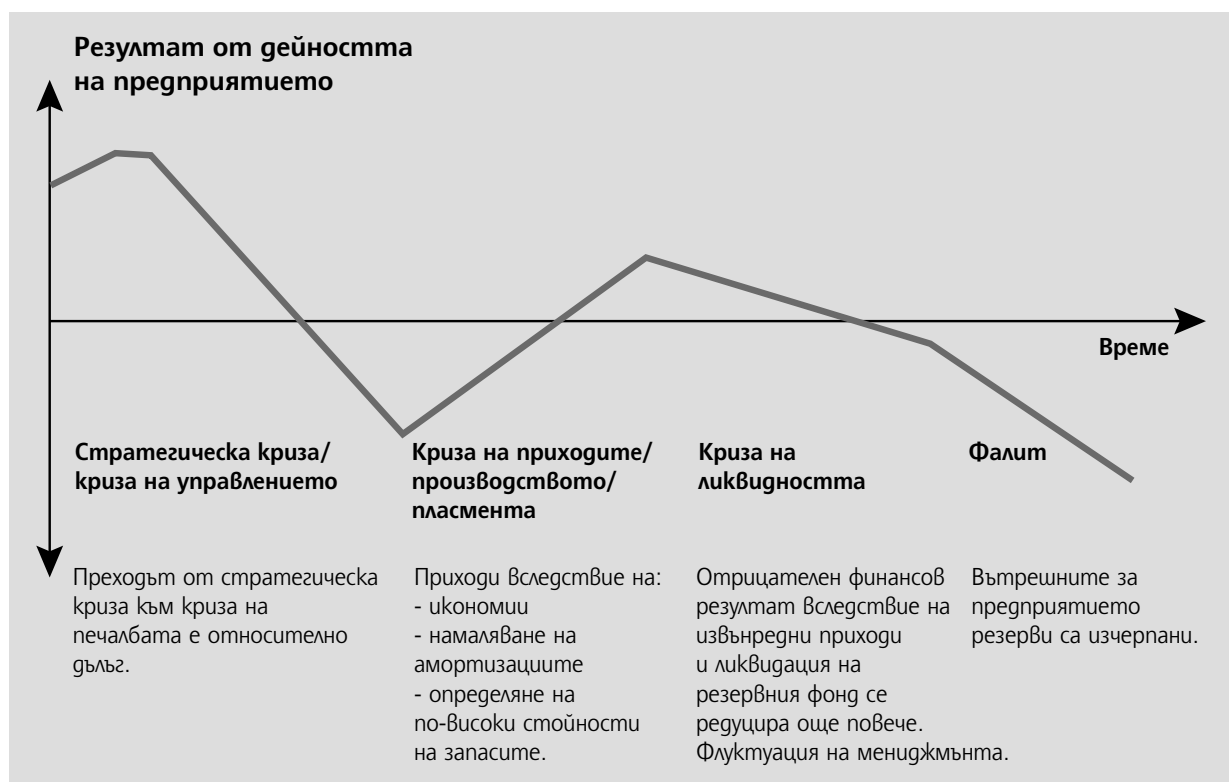 Резултат от дейността
на предприятието
Време
Стратегическа криза/
криза на управлението
Криза на приходите/
производството/
пласмента
Криза на
ликвидността
Фалит
Преходът от стратегическа
криза към криза на
печалбата е относително
дълъг.
Приходи вследствие на:
- икономии
- намаляване на
амортизациите
- определяне на
по-високи стойности
на запасите.
Отрицателен финансов
резултат вследствие на
извънредни приходи
и ликвидация на
резервния фонд се
редуцира още повече.
Флуктуация на мениджмънта.
Вътрешните за
предприятието
резерви са изчерпани.